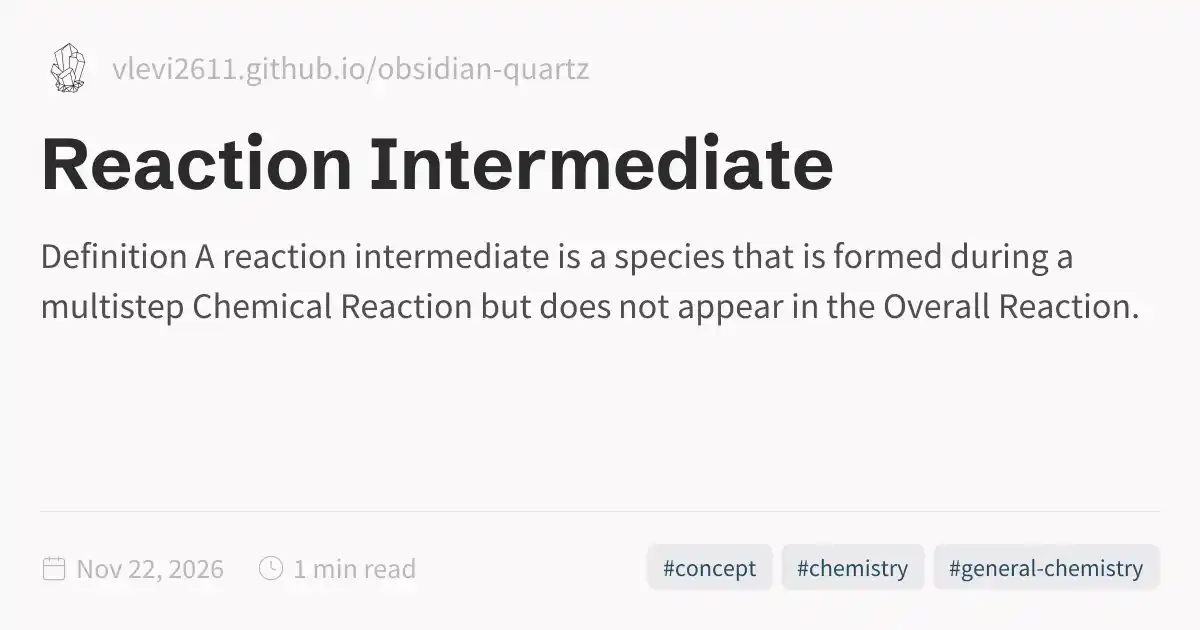 vlevi2611.github.io/obsidian-quartz
Reaction Intermediate
Definition A reaction intermediate is a species that is formed during a
multistep Chemical Reaction but does not appear in the Overall Reaction.
Nov 22, 2026 1 min read #concept #chemistry #general-chemistry